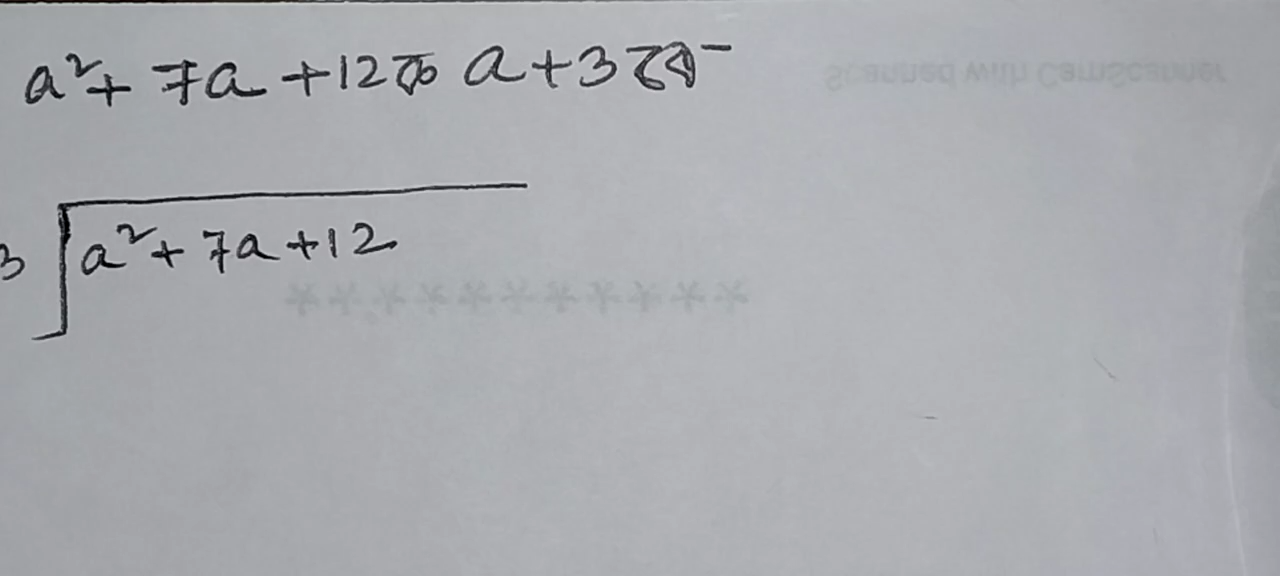 a²+ 7a +12 কে a+3 দ্বা-
3 a²+ 7a +12